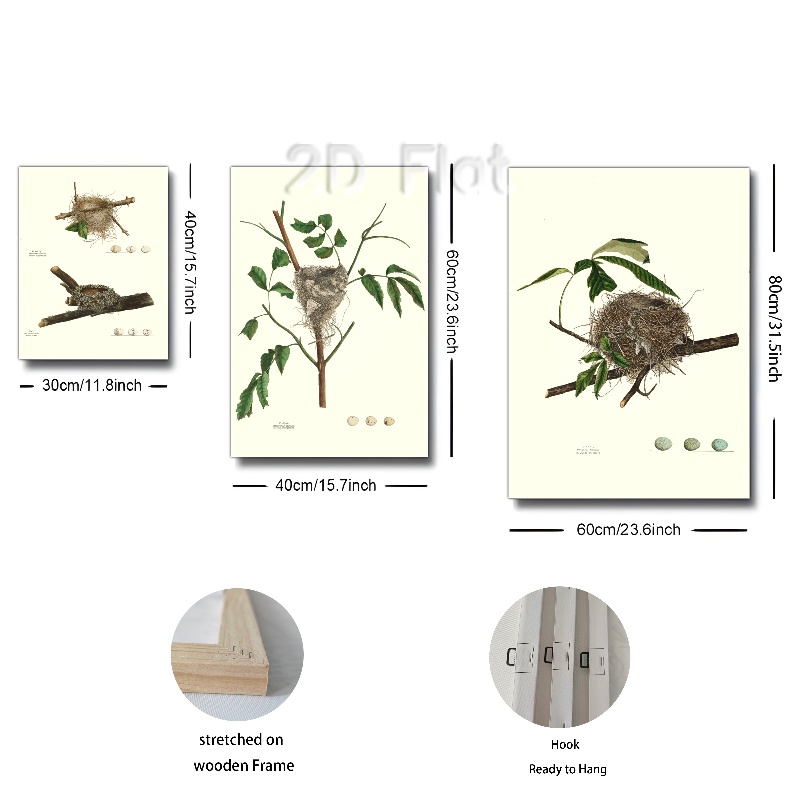 2D Flat
40cm/15.7inch
30cm/11.8inch
60cm/23.6inch
40cm/15.7inch
80cm/31.5inch
60cm/23.6inch
stretched on
wooden Frame
Hook
Ready to Hang